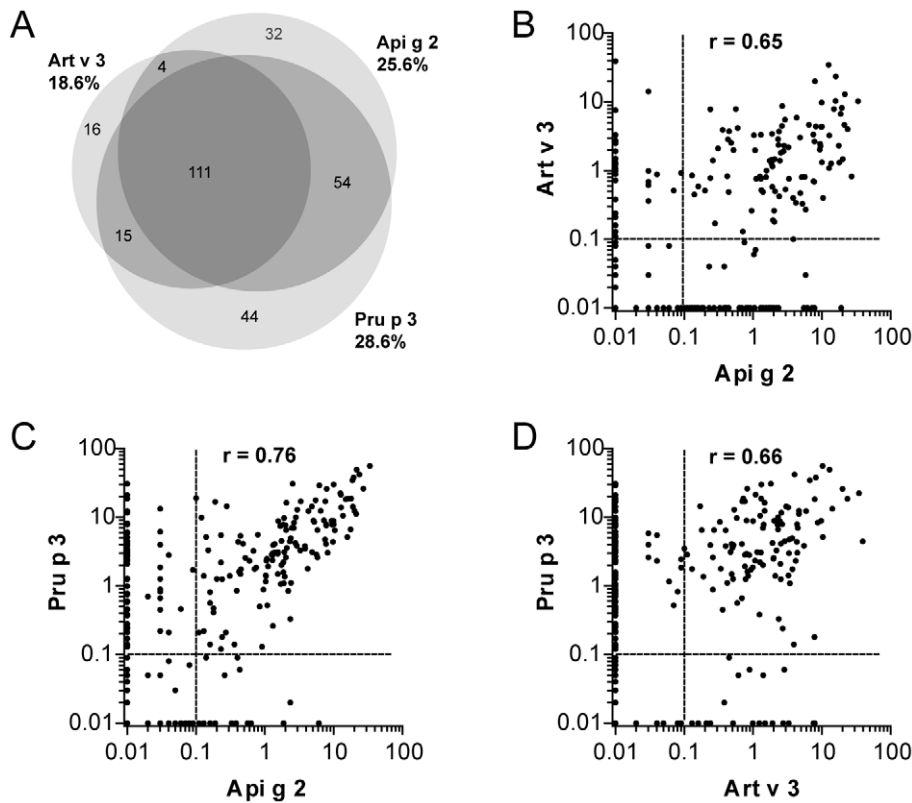 A
Art v 3
18.6%
Api g 2
25.6%
32
4
16
111
54
15
44
Pru p 3
28.6%
B
r = 0.65
Art v 3
100
10
1
0.1
0.01
0.01 0.1 1 10 100
Api g 2
C
r = 0.76
Pru p 3
100
10
1
0.1
0.01
0.01 0.1 1 10 100
Api g 2
D
r = 0.66
Pru p 3
100
10
1
0.1
0.01
0.01 0.1 1 10 100
Art v 3